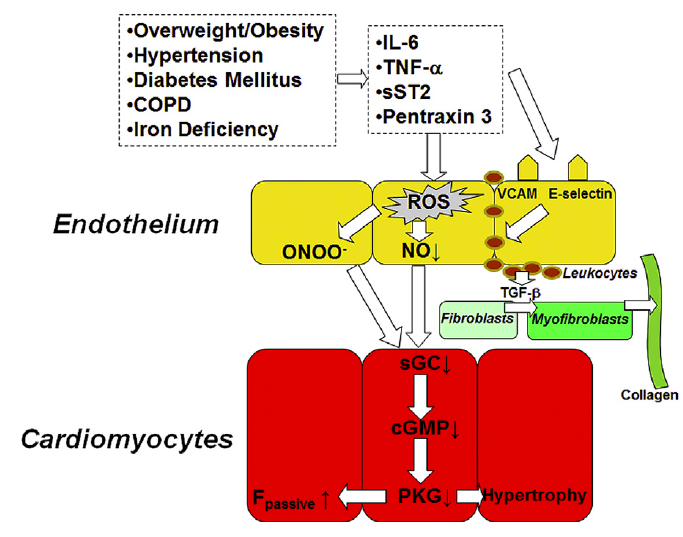 •Overweight/Obesity
•Hypertension
•Diabetes Mellitus
•COPD
•Iron Deficiency
•IL-6
•TNF-α
•sST2
•Pentraxin 3
Endothelium
ROS
ONOO-
NO↓
VCAM
E-selectin
Leukocytes
TGF-β
Fibroblasts
Myofibroblasts
Collagen
Cardiomyocytes
sGC↓
cGMP↓
PKG↓
Fpassive ↑
Hypertrophy